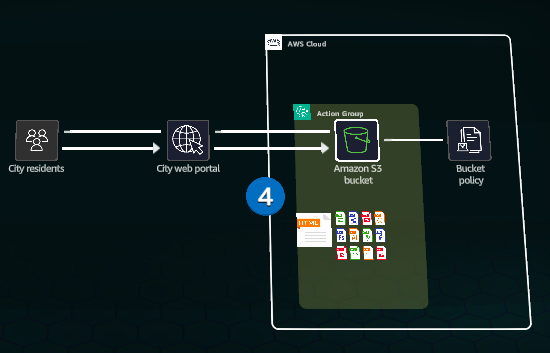 AWS Cloud
Action Group
City residents
City web portal
Amazon S3
bucket
Bucket
policy
4
HTML